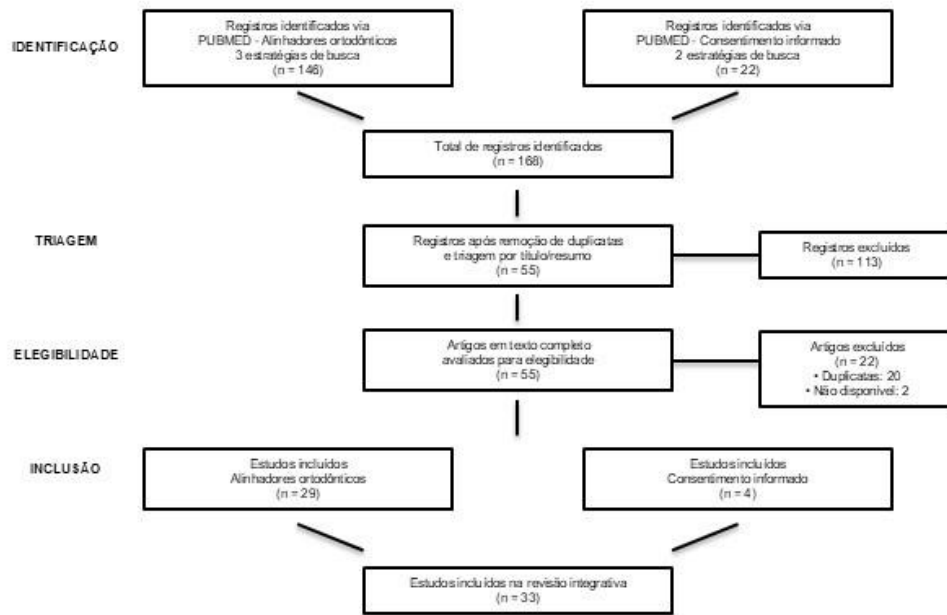 IDENTIFICAÇÃO
Registros identificados via
PUBMED - Alinhadores ortodônticos
3 estratégias de busca
(n = 146)
Registros identificados via
PUBMED - Consentimento informado
2 estratégias de busca
(n = 22)
Total de registros identificados
(n = 168)
TRIAGEM
Registros após remoção de duplicatas
e triagem por título/resumo
(n = 55)
Registros excluídos
(n = 113)
ELEGIBILIDADE
Artigos em texto completo
avaliados para elegibilidade
(n = 55)
Artigos excluídos
(n = 22)
• Duplicatas: 20
• Não disponível: 2
INCLUSÃO
Estudos incluídos
Alinhadores ortodônticos
(n = 29)
Estudos incluídos
Consentimento informado
(n = 4)
Estudos incluídos na revisão integrativa
(n = 33)